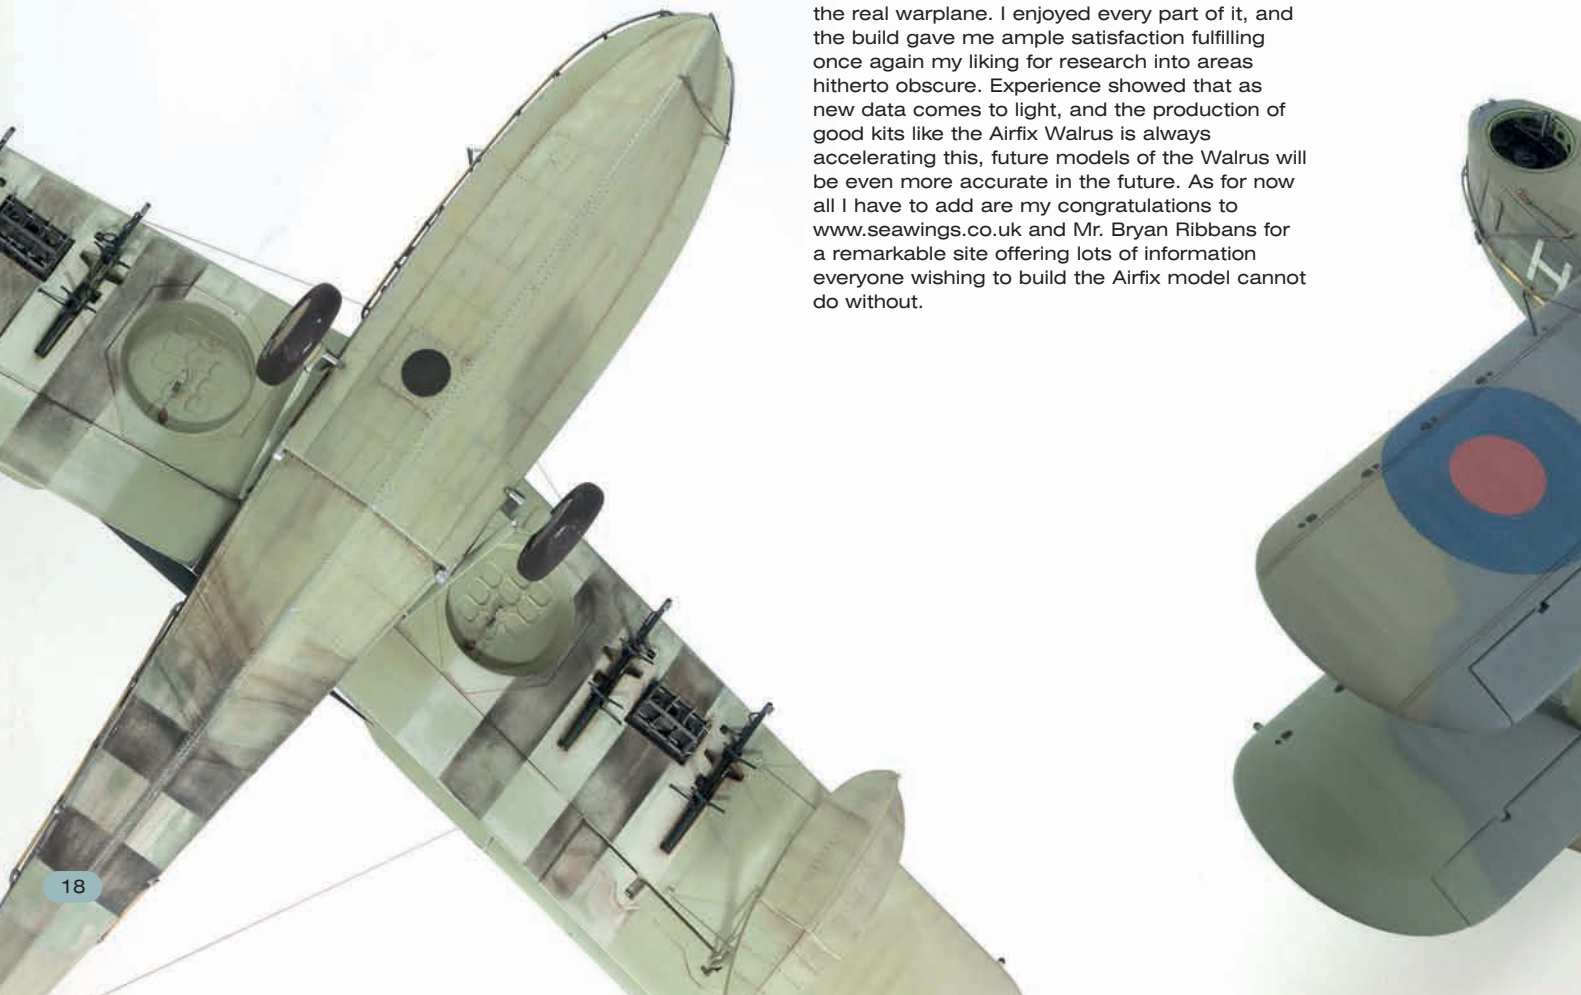 the real warplane. I enjoyed every part of it, and
the build gave me ample satisfaction fulfilling
once again my liking for research into areas
hitherto obscure. Experience showed that as
new data comes to light, and the production of
good kits like the Airfix Walrus is always
accelerating this, future models of the Walrus will
be even more accurate in the future. As for now
all I have to add are my congratulations to
www.seawings.co.uk and Mr. Bryan Ribbans for
a remarkable site offering lots of information
everyone wishing to build the Airfix model cannot
do without.
H
18